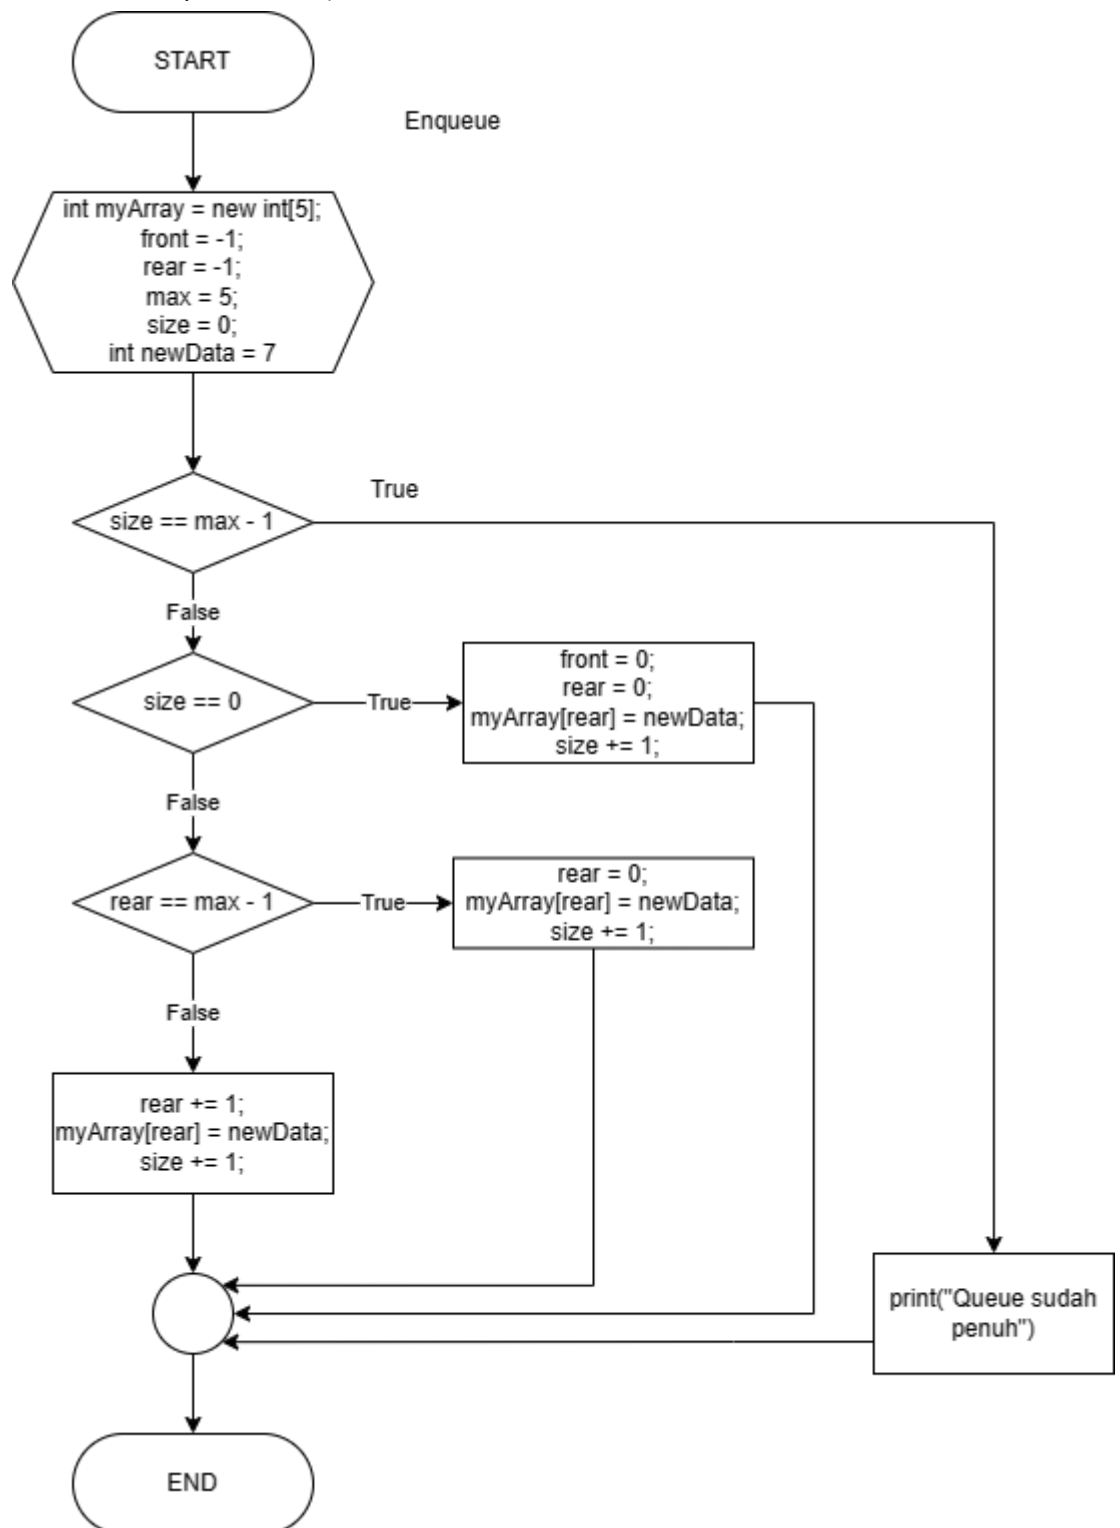 START
Enqueue
int myArray = new int[5];
front = -1;
rear = -1;
max = 5;
size = 0;
int newData = 7
True
size == max - 1
False
size == 0
True
front = 0;
rear = 0;
myArray[rear] = newData;
size += 1;
False
rear == max - 1
True
rear = 0;
myArray[rear] = newData;
size += 1;
False
rear += 1;
myArray[rear] = newData;
size += 1;
print("Queue sudah
penuh")
END